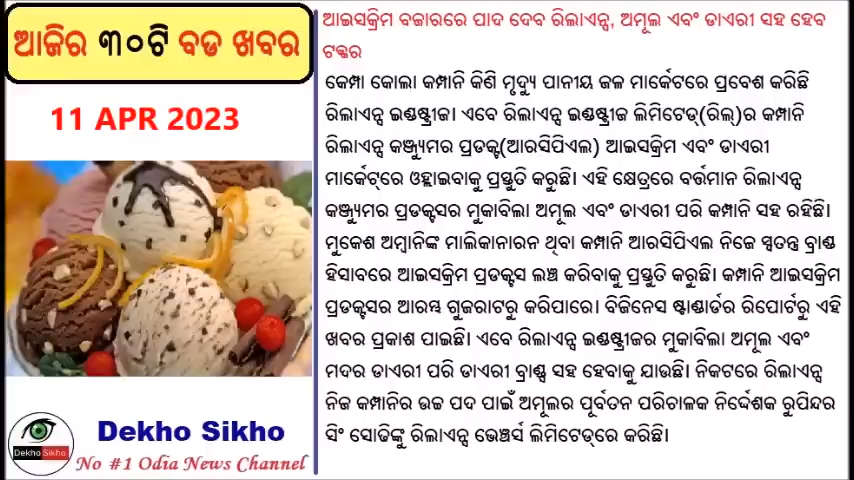 ଆଜିର ୩୦ଟି ବଡ ଖବର
11 APR 2023
ଆଇସକ୍ରିମ ବଜାରରେ ପାଦ ଦେବ ରିଲାଏନ୍ସ, ଅମୂଲ ଏବଂ ଡାଏରୀ ସହ ହେବ
ଟକ୍କର
କେମ୍ପା କୋଲା କମ୍ପାନି କିଣି ମୃଦ୍ୟୁ ପାନୀୟ ଜଳ ମାର୍କେଟରେ ପ୍ରବେଶ କରିଛି
ରିଲାଏନ୍ସ ଇଣ୍ଡଷ୍ଟ୍ରୀଜ। ଏବେ ରିଲାଏନ୍ସ ଇଣ୍ଡଷ୍ଟ୍ରୀଜ ଲିମିଟେଡ୍(ରିଲ୍)ର କମ୍ପାନି
ରିଲାଏନ୍ସ କଞ୍ଜ୍ୟୁମର ପ୍ରଡକ୍ଟ(ଆରସିପିଏଲ) ଆଇସକ୍ରିମ ଏବଂ ଡାଏରୀ
ମାର୍କେଟ୍‌ରେ ଓହ୍ଲାଇବାକୁ ପ୍ରସ୍ତୁତି କରୁଛି। ଏହି କ୍ଷେତ୍ରରେ ବର୍ତ୍ତମାନ ରିଲାଏନ୍ସ
କଞ୍ଜ୍ୟୁମର ପ୍ରଡକ୍ଟସର ମୁକାବିଲା ଅମୂଲ ଏବଂ ଡାଏରୀ ପରି କମ୍ପାନି ସହ ରହିଛି।
ମୁକେଶ ଅମ୍ବାନିଙ୍କ ମାଲିକାନାରନ ଥିବା କମ୍ପାନି ଆରସିପିଏଲ ନିଜେ ସ୍ୱତନ୍ତ୍ର ବ୍ରାଣ୍ଡ
ହିସାବରେ ଆଇସକ୍ରିମ ପ୍ରଡକ୍ଟସ ଲଞ୍ଚ କରିବାକୁ ପ୍ରସ୍ତୁତି କରୁଛି। କମ୍ପାନି ଆଇସକ୍ରିମ
ପ୍ରଡକ୍ଟସର ଆରମ୍ଭ ଗୁଜରାଟରୁ କରିପାରେ। ବିଜିନେସ ଷ୍ଟାଣ୍ଡାର୍ଡର ରିପୋର୍ଟରୁ ଏହି
ଖବର ପ୍ରକାଶ ପାଇଛି। ଏବେ ରିଲାଏନ୍ସ ଇଣ୍ଡଷ୍ଟ୍ରୀଜର ମୁକାବିଲା ଅମୂଲ ଏବଂ
ମଦର ଡାଏରୀ ପରି ଡାଏରୀ ବ୍ରାଣ୍ଡ୍ସ ସହ ହେବାକୁ ଯାଉଛି। ନିକଟରେ ରିଲାଏନ୍ସ
ନିଜ କମ୍ପାନିର ଉଚ୍ଚ ପଦ ପାଇଁ ଅମୂଲର ପୂର୍ବତନ ପରିଚାଳକ ନିର୍ଦ୍ଦେଶକ ରୁପିନ୍ଦର
ସିଂ ସୋଢିଙ୍କୁ ରିଲାଏନ୍ସ ଭେଞ୍ଚର୍ସ ଲିମିଟେଡ୍‌ରେ କରିଛି।
Dekho Sikho
Dekho Sikho
No #1 Odia News Channel